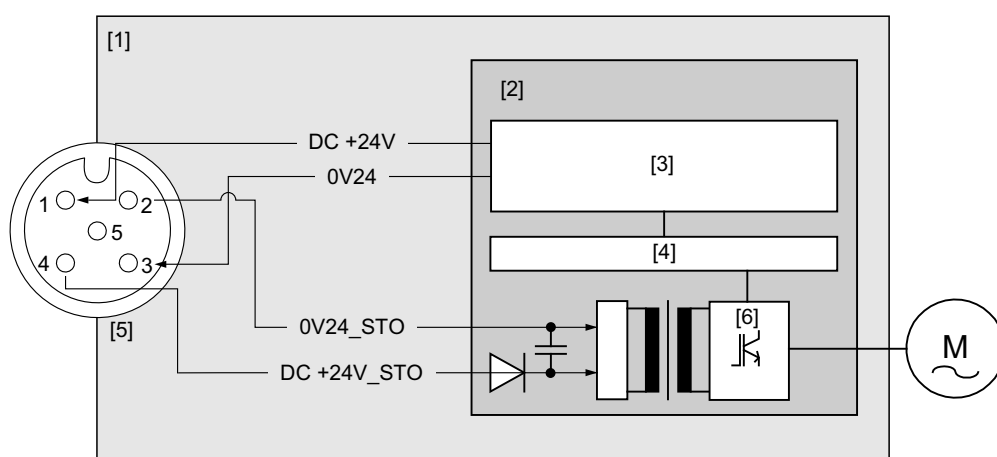 [1]
[2]
DC +24V
[3]
0V24
1
2
5
4
3
[4]
[5]
0V24_STO
[6]
DC +24V_STO
M